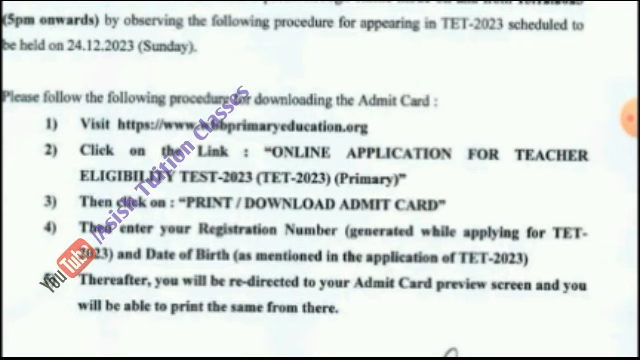 (5pm onwards) by observing the following procedure for appearing in TET-2023 scheduled to
be held on 24.12.2023 (Sunday).
Please follow the following procedure for downloading the Admit Card :
1) Visit https://www.wbbprimaryeducation.org
2) Click on the Link : “ONLINE APPLICATION FOR TEACHER
ELIGIBILITY TEST-2023 (TET-2023) (Primary)”
3) Then click on : “PRINT / DOWNLOAD ADMIT CARD”
4) Then enter your Registration Number (generated while applying for TET-
2023) and Date of Birth (as mentioned in the application of TET-2023)
Thereafter, you will be re-directed to your Admit Card preview screen and you
will be able to print the same from there.
YouTube/Asish Tuition Classes